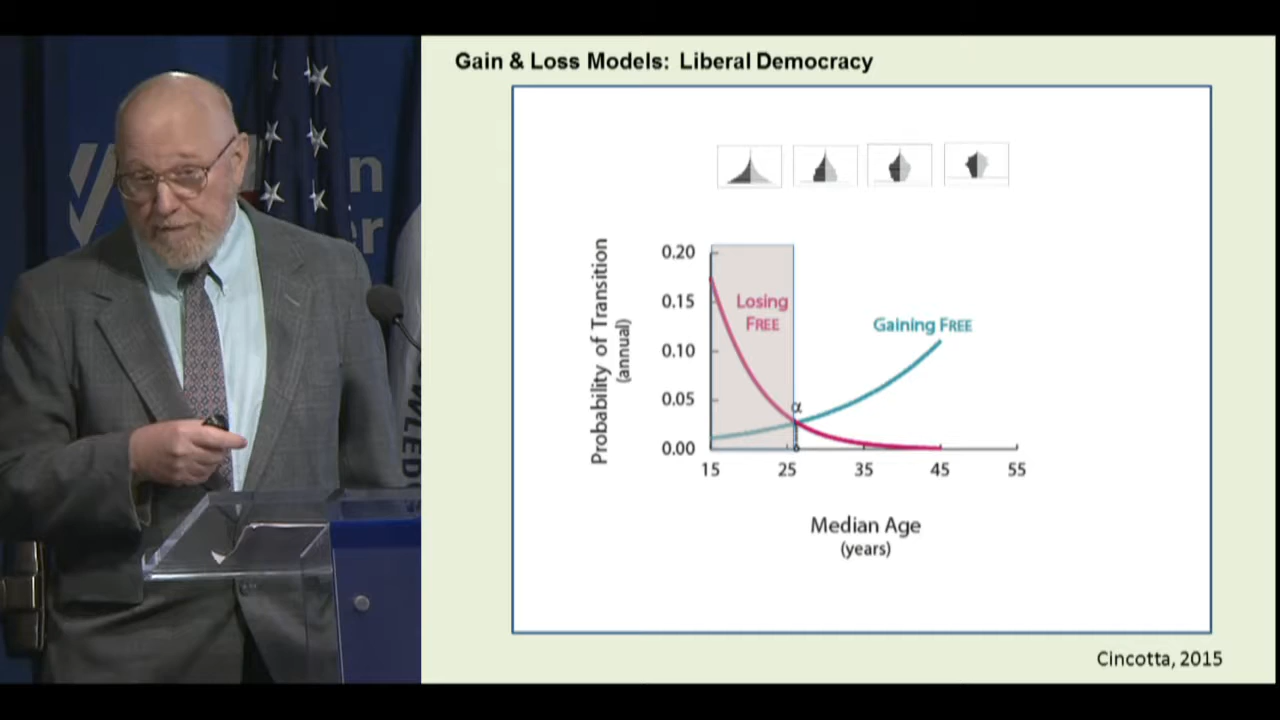 Gain & Loss Models: Liberal Democracy
Probability of Transition
(annual)
0.20
0.15
0.10
0.05
0.00
Losing
FREE
Gaining FREE
α
15 25 35 45 55
Median Age
(years)
Cincotta, 2015